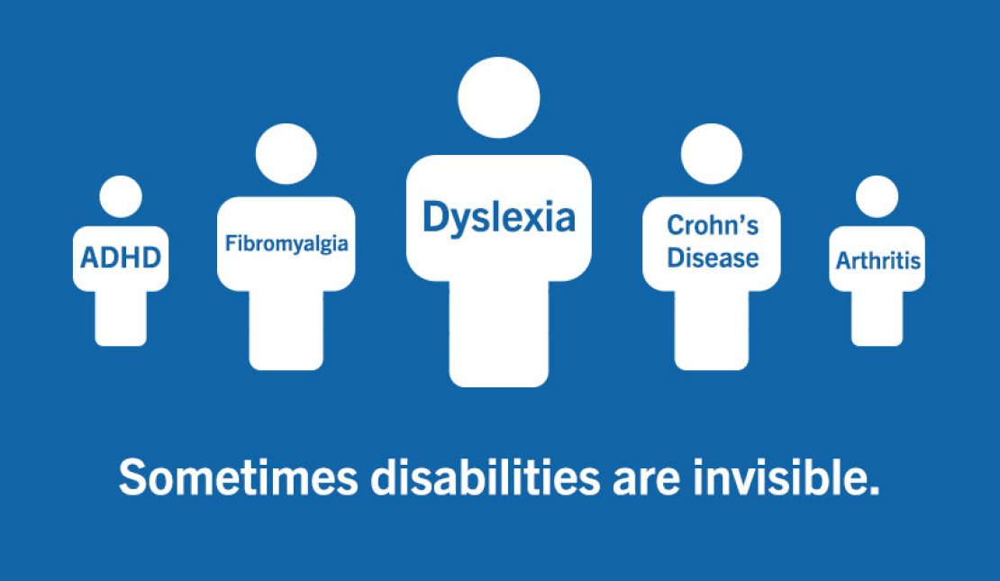 ADHD
Fibromyalgia
Dyslexia
Crohn's
Disease
Arthritis
Sometimes disabilities are invisible.